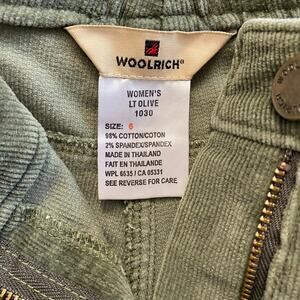 WOOLRICH®
WOMEN'S
LT OLIVE
1030
SIZE: 6
98% COTTON/COTON
2% SPANDEX/SPANDEX
MADE IN THAILAND
FAIT EN THAILANDE
WPL 6635 / CA 05331
SEE REVERSE FOR CARE